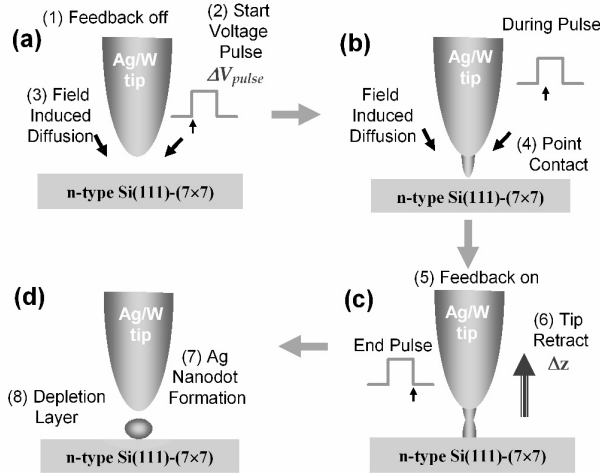 (a)
(1) Feedback off
(2) Start
Voltage
Pulse
ΔVpulse
Ag/W
tip
(3) Field
Induced
Diffusion
n-type Si(111)-(7×7)
(b)
During Pulse
Ag/W
tip
Field
Induced
Diffusion
(4) Point
Contact
n-type Si(111)-(7×7)
(5) Feedback on
(c)
Ag/W
tip
(6) Tip
Retract
Δz
End Pulse
n-type Si(111)-(7×7)
(d)
Ag/W
tip
(7) Ag
Nanodot
Formation
(8) Depletion
Layer
n-type Si(111)-(7×7)